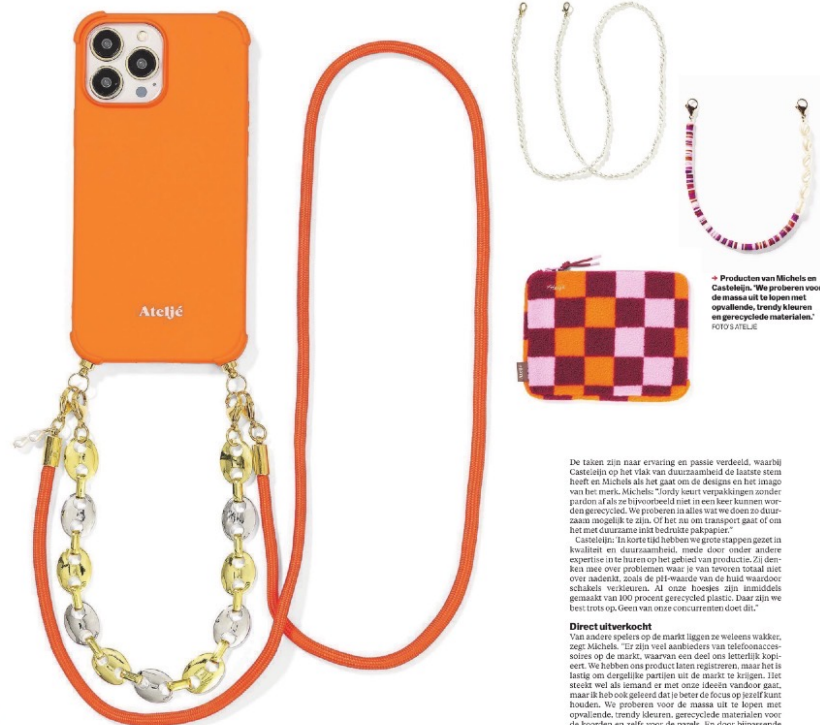 Ateljé
➔ Producten van Michels en
Casteleijn. ‘We proberen voor
de massa uit te lopen met
opvallende, trendy kleuren
en gerecyclede materialen.’
FOTO'S ATELJÉ
De taken zijn naar ervaring en passie verdeeld, waarbij
Casteleijn op het vlak van duurzaamheid de laatste stem
heeft en Michels als het gaat om de designs en het imago
van het merk. Michels: "Jordy keurt verpakkingen zonder
pardon af als ze bijvoorbeeld niet in een keer kunnen wor-
den gerecycled. We proberen in alles wat we doen zo duur-
zaam mogelijk te zijn. Of het nu om transport gaat of om
het met duurzame inkt bedrukte pakpapier."
Casteleijn: 'In korte tijd hebben we grote stappen gezet in
kwaliteit en duurzaamheid, mede door onder andere
expertise in te huren op het gebied van productie. Zij den-
ken mee over problemen waar je van tevoren totaal niet
over nadenkt, zoals de pH-waarde van de huid waardoor
schakels verkleuren. Al onze hoesjes zijn inmiddels
gemaakt van 100 procent gerecycled plastic. Daar zijn we
best trots op. Geen van onze concurrenten doet dit."
Direct uitverkocht
Van andere spelers op de markt liggen ze weleens wakker,
zegt Michels. "Er zijn veel aanbieders van telefoonacces-
soires op de markt, waarvan een deel ons letterlijk kopi-
eert. We hebben ons product laten registreren, maar het is
lastig om dergelijke partijen uit de markt te krijgen. Het
steekt wel als iemand er met onze ideeën vandoor gaat,
maar ik heb ook geleerd dat je beter de focus op jezelf kunt
houden. We proberen voor de massa uit te lopen met
opvallende, trendy kleuren, gerecyclede materialen voor